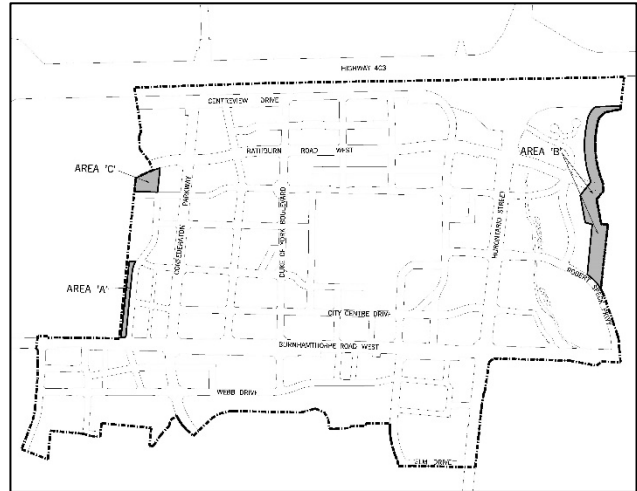 HIGHWAY 403
CENTREVIEW DRIVE
RATHBURN ROAD WEST
AREA 'C'
AREA 'B'
CONFEDERATION PARKWAY
DUKE OF YORK BOULEVARD
HURONTARIO STREET
AREA 'A'
ROBERT SPECK DRIVE
CITY CENTRE DRIVE
BURNHAMTHORPE ROAD WEST
WEBB DRIVE
ELM DRIVE